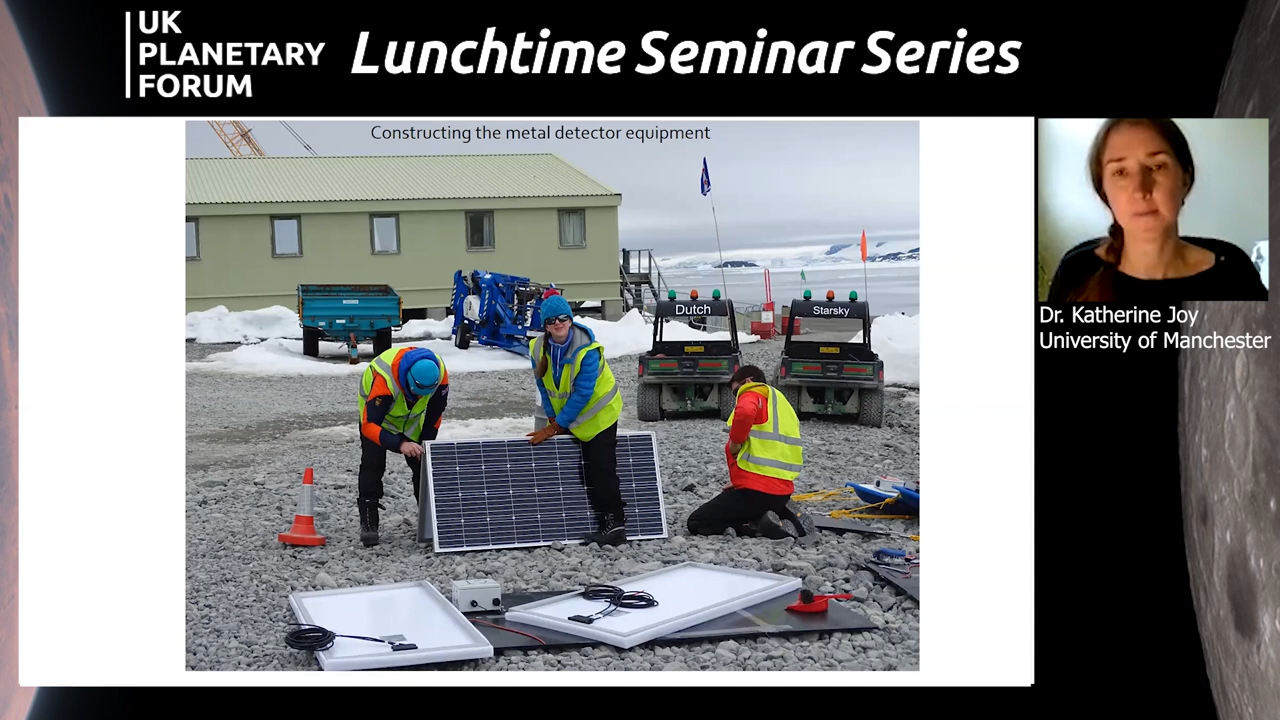 UK
PLANETARY
FORUM
Lunchtime Seminar Series
Constructing the metal detector equipment
Dutch
Starsky
Dr. Katherine Joy
University of Manchester